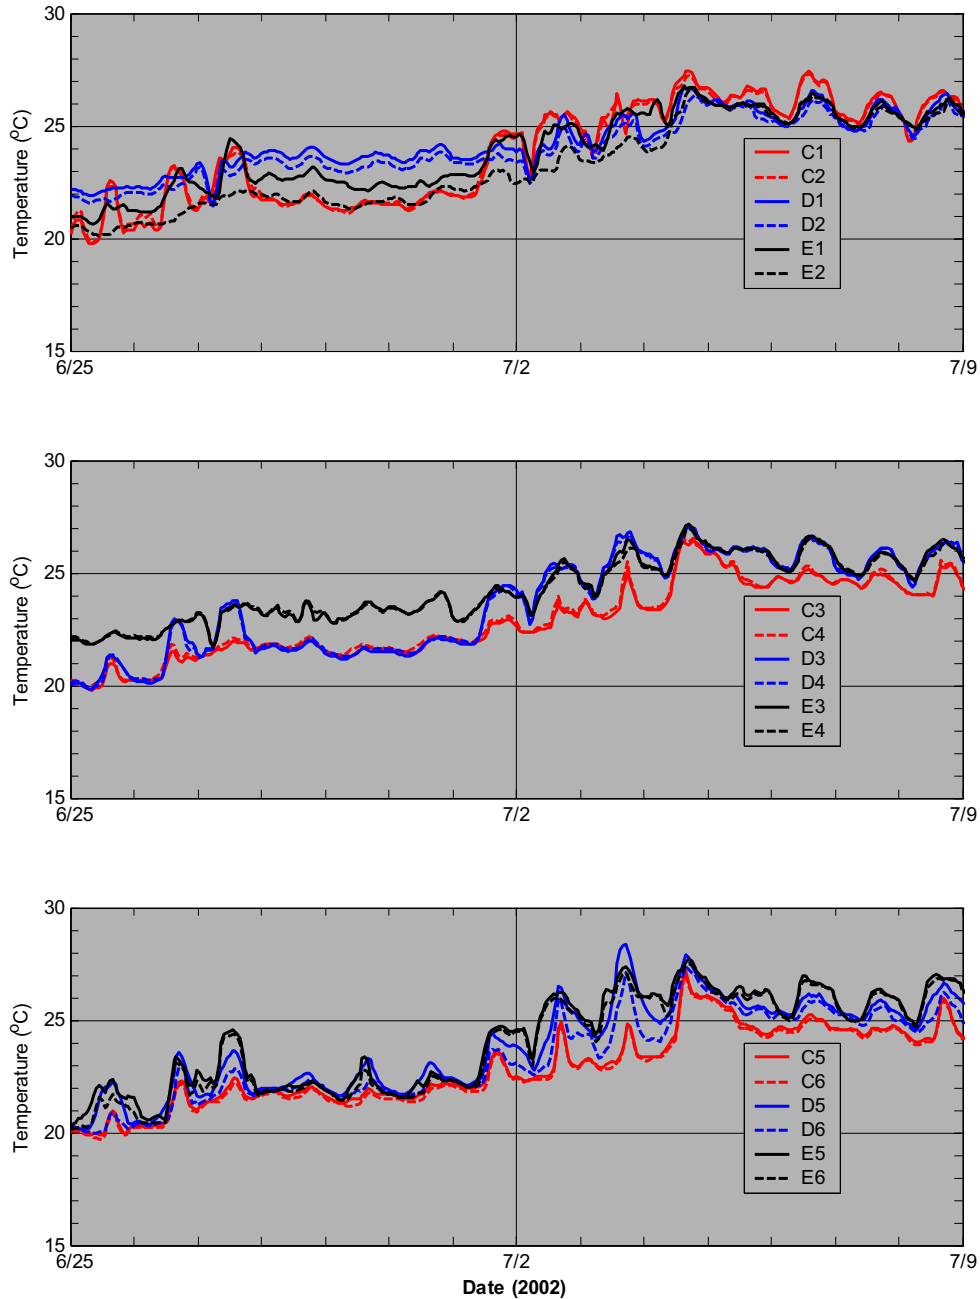 30
25
20
15
Temperature (°C)
C1
C2
D1
D2
E1
E2
6/25
7/2
7/9
30
25
20
15
Temperature (°C)
C3
C4
D3
D4
E3
E4
6/25
7/2
7/9
30
25
20
15
Temperature (°C)
C5
C6
D5
D6
E5
E6
6/25
7/2
7/9
Date (2002)